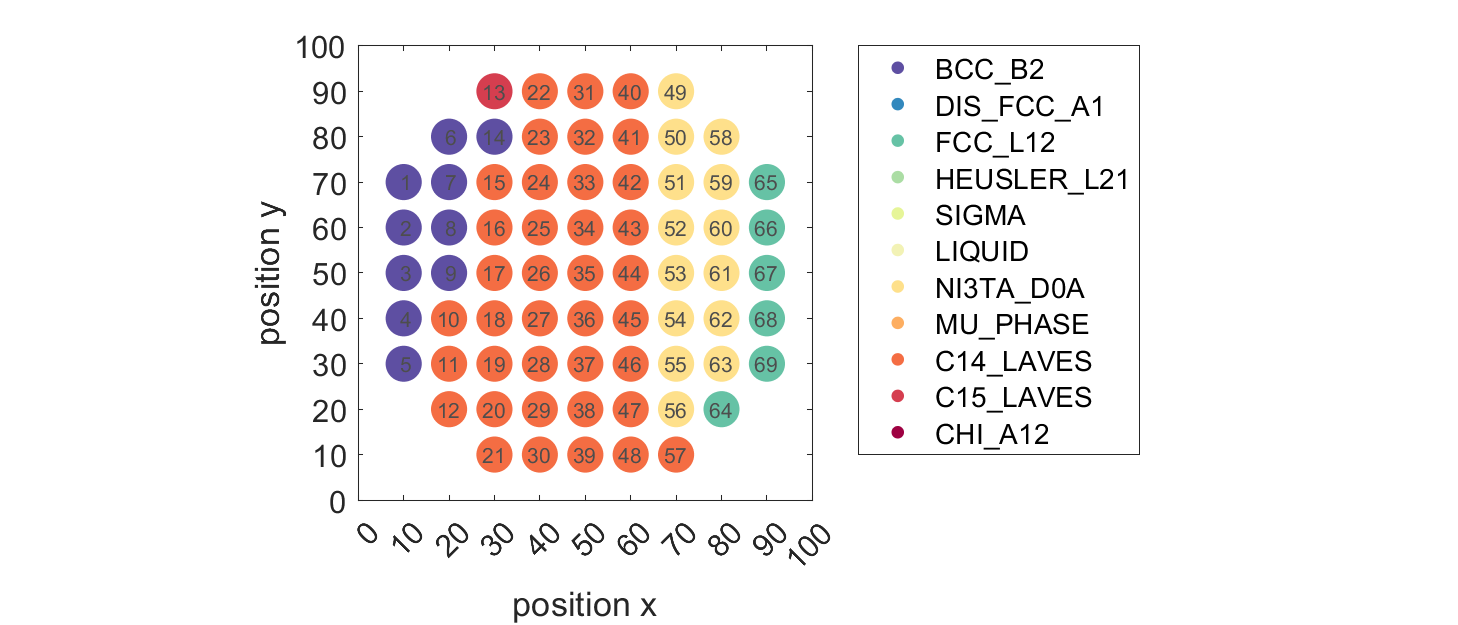 100
90 13 22 31 40 49
80 6 14 23 32 41 50 58
70 1 7 15 24 33 42 51 59 65
60 2 8 16 25 34 43 52 60 66
50 3 9 17 26 35 44 53 61 67
40 4 10 18 27 36 45 54 62 68
30 5 11 19 28 37 46 55 63 69
20 12 20 29 38 47 56 64
10 21 30 39 48 57
0
position y
0 10 20 30 40 50 60 70 80 90 100
position x
BCC_B2
DIS_FCC_A1
FCC_L12
HEUSLER_L21
SIGMA
LIQUID
NI3TA_D0A
MU_PHASE
C14_LAVES
C15_LAVES
CHI_A12